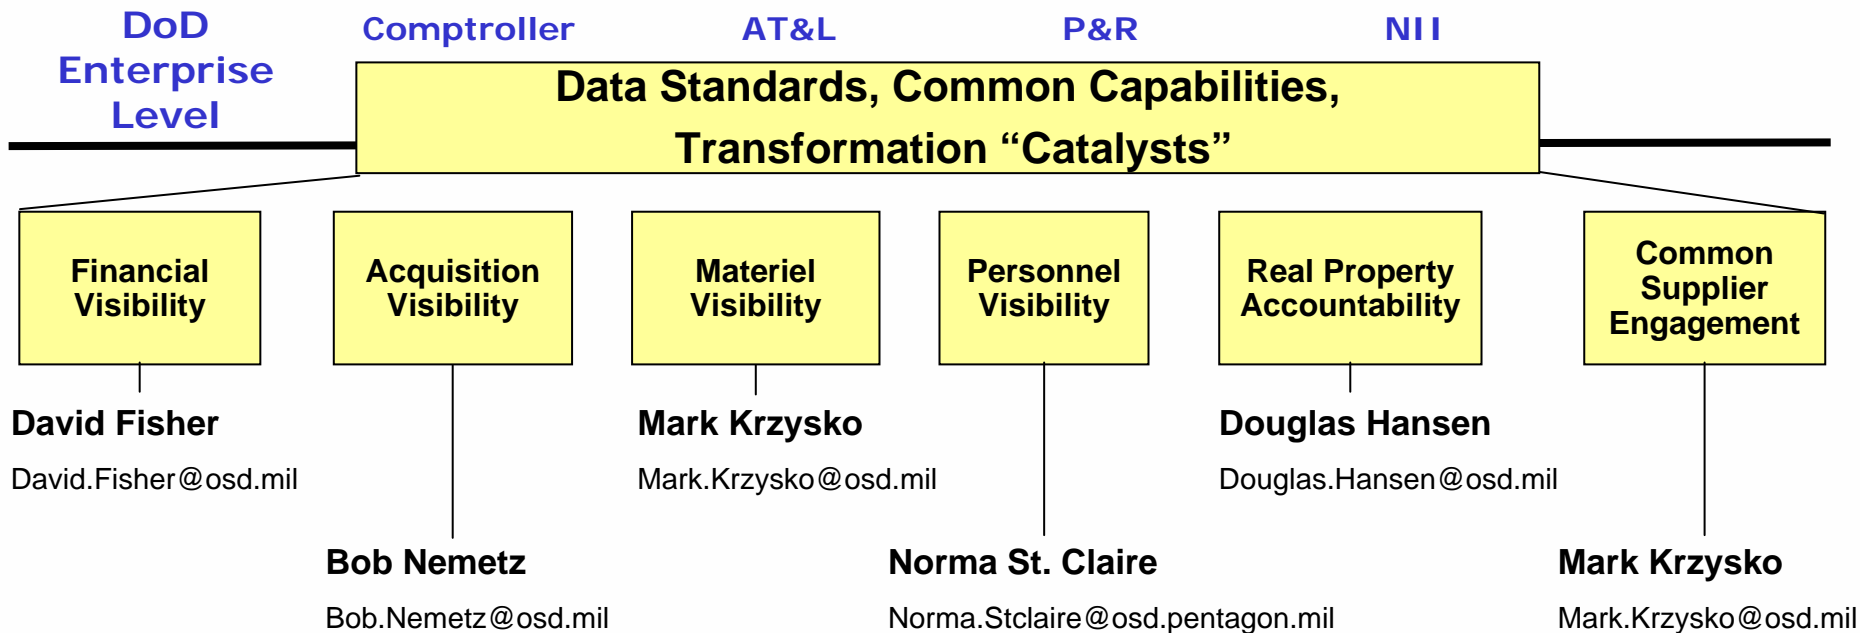 DoD
Enterprise
Level
Comptroller
AT&L
P&R
NII
Data Standards, Common Capabilities,
Transformation “Catalysts”
Financial
Visibility
Acquisition
Visibility
Materiel
Visibility
Personnel
Visibility
Real Property
Accountability
Common
Supplier
Engagement
David Fisher
David.Fisher@osd.mil
Bob Nemetz
Bob.Nemetz@osd.mil
Mark Krzysko
Mark.Krzysko@osd.mil
Norma St. Claire
Norma.Stclaire@osd.pentagon.mil
Douglas Hansen
Douglas.Hansen@osd.mil
Mark Krzysko
Mark.Krzysko@osd.mil